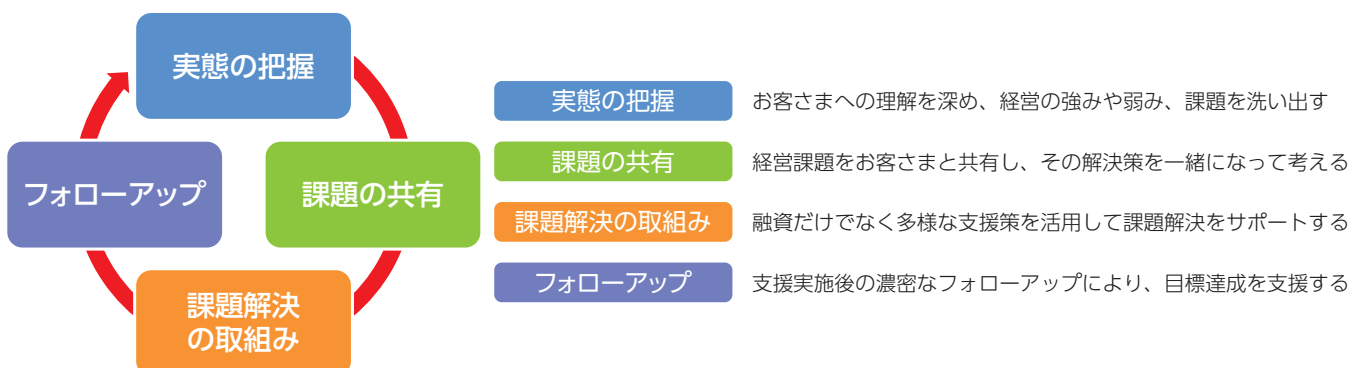 実態の把握
フォローアップ
課題の共有
課題解決
の取組み
実態の把握 お客さまへの理解を深め、経営の強みや弱み、課題を洗い出す
課題の共有 経営課題をお客さまと共有し、その解決策を一緒になって考える
課題解決の取組み 融資だけでなく多様な支援策を活用して課題解決をサポートする
フォローアップ 支援実施後の濃密なフォローアップにより、目標達成を支援する